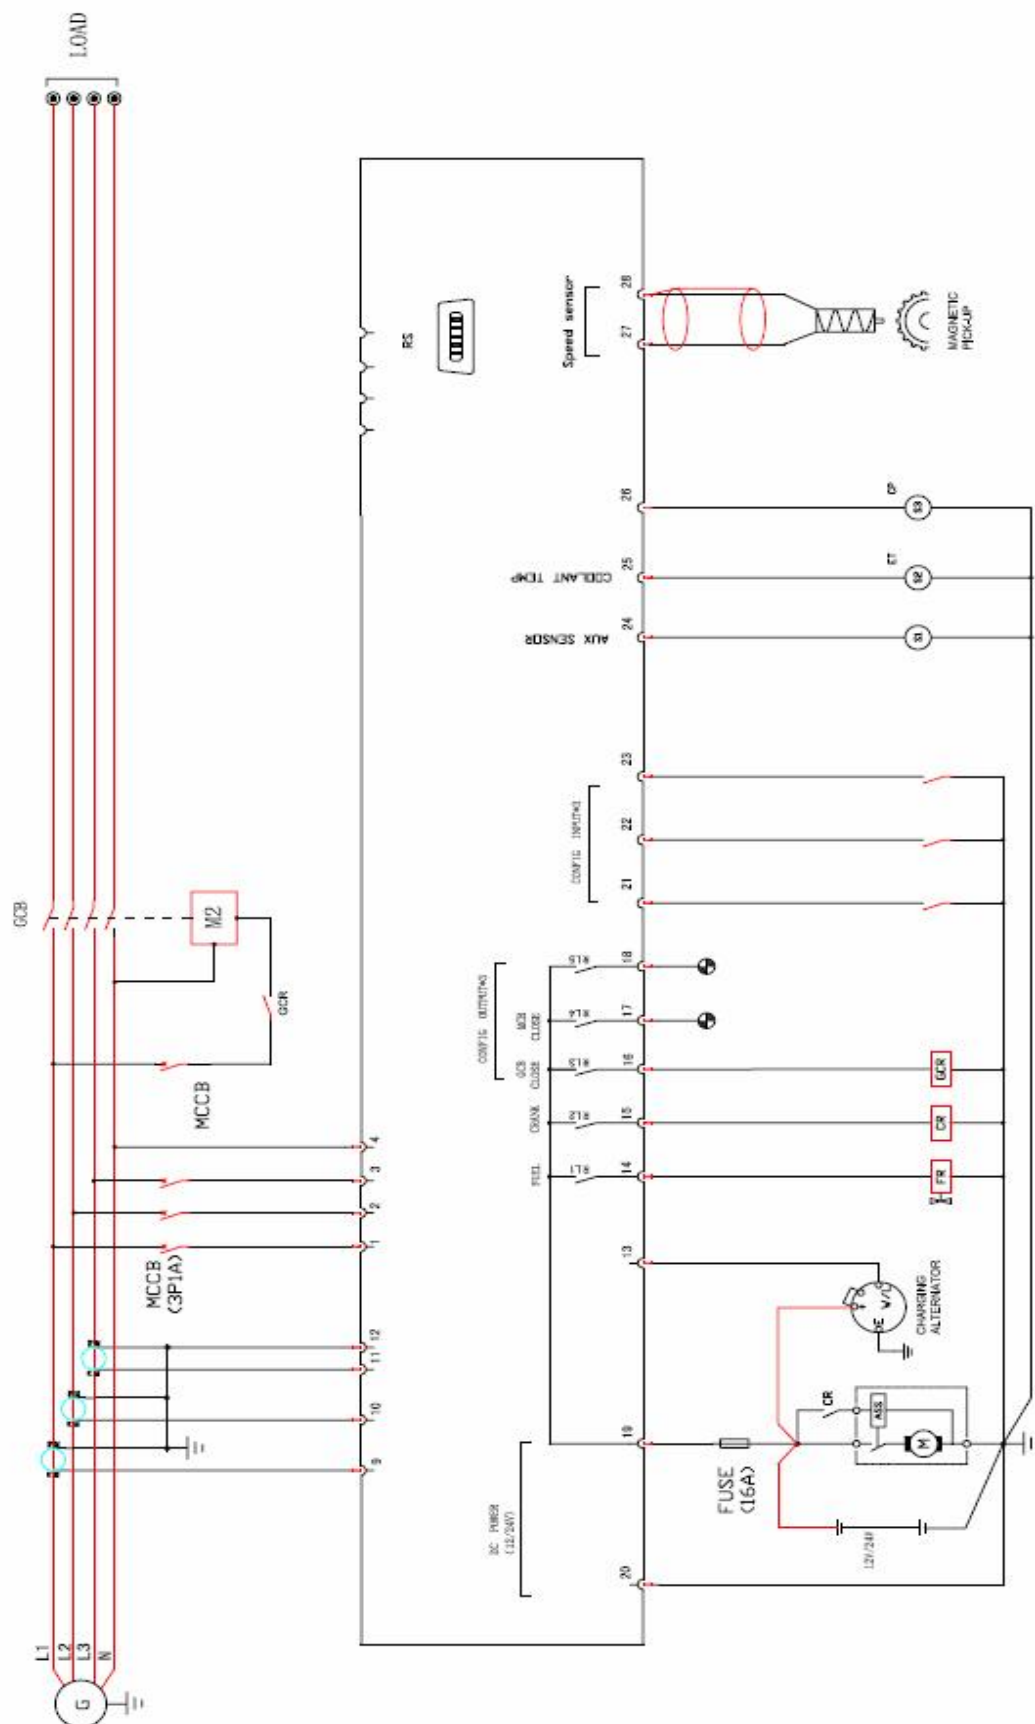 LOAD
GCB
M2
GCR
MCCB
MCCB
(3P1A)
L1
L2
L3
N
G
RS
Speed sensor
28
27
MAGNETIC
PICK-UP
26
25
24
COOLANT TEMP
AUX SENSOR
S3
ET
S2
S1
23
22
21
CONFIG INPUT*3
CONFIG OUTPUT*3
MCB
CLOSE
GCB
CLOSE
CRANK
FUEL
RL5
RL4
RL3
RL2
RL1
18
17
16
15
14
GCR
CR
FR
4
3
2
1
12
11
10
9
13
W/L
E
CHARGING
ALTERNATOR
19
FUSE
(16A)
CR
ASS
M
DC POWER
(12/24V)
12V/24V
20